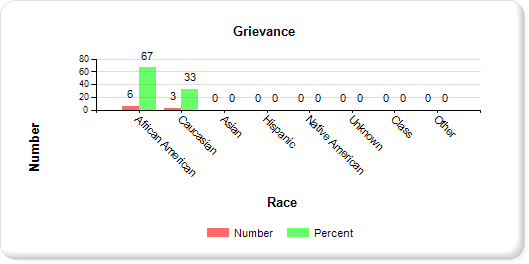 Grievance
Number
80
60
40
20
0
6 67
3 33
0 0
0 0
0 0
0 0
0 0
0 0
African American
Caucasian
Asian
Hispanic
Native American
Unknown
Class
Other
Race
Number Percent